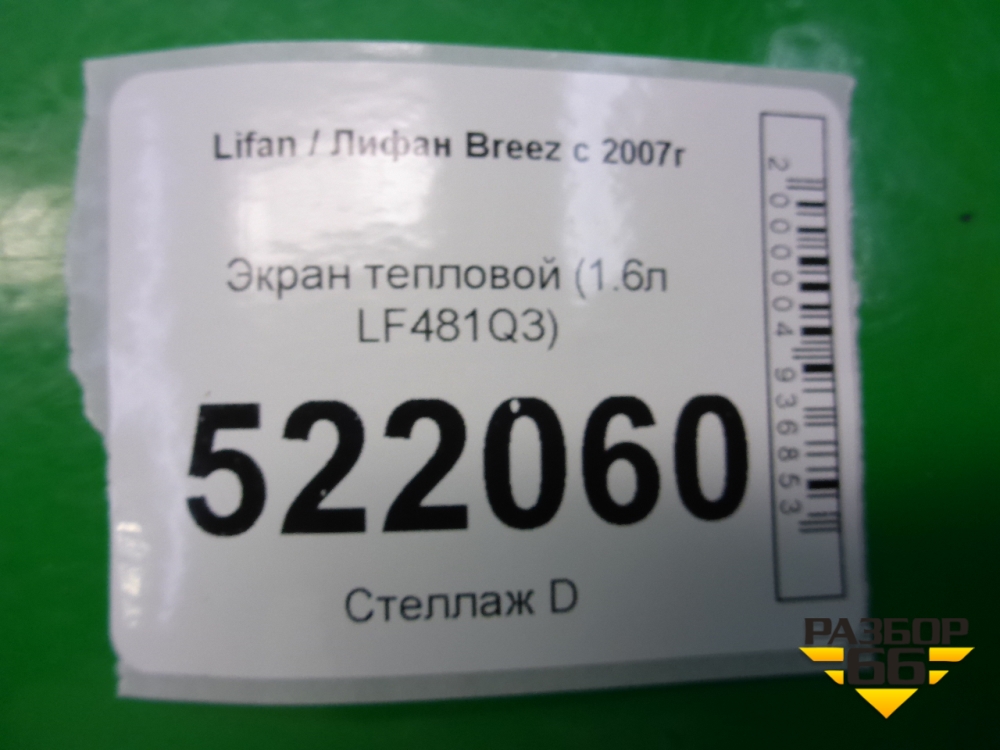 Lifan / Лифан Breez с 2007г
Экран тепловой (1.6л
LF481Q3)
522060
Стеллаж D
2000004936853
РАЗБОР
66